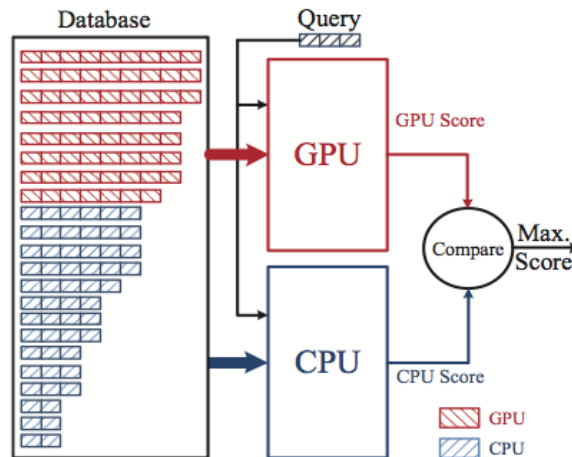 Database
Query
GPU
GPU Score
Compare
Max.
Score
CPU
CPU Score
GPU
CPU